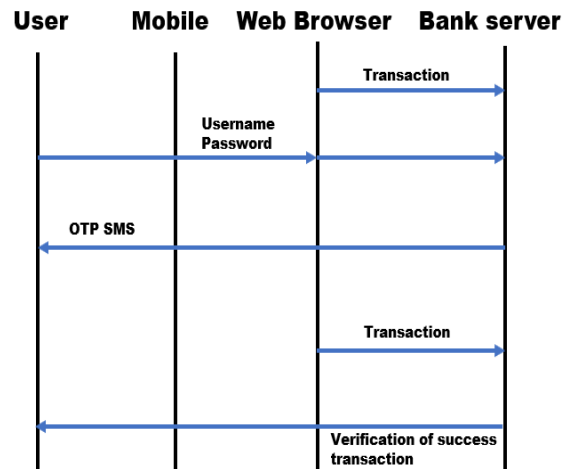 User Mobile Web Browser Bank server
Transaction
Username
Password
OTP SMS
Transaction
Verification of success
transaction